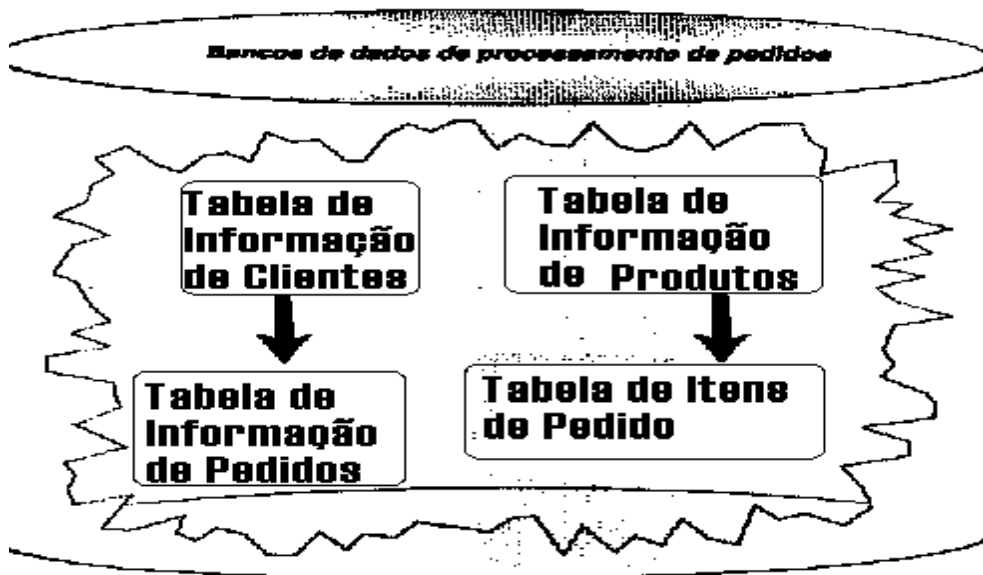 Bancos de dados de processamento de pedidos
Tabela de
Informação
de Clientes
Tabela de
Informação
de Produtos
Tabela de
Informação
de Pedidos
Tabela de Itens
de Pedido